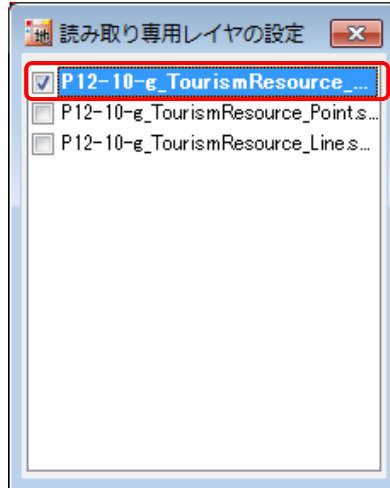 地 読み取り専用レイヤの設定
P12-10-g_TourismResource_...
P12-10-g_TourismResource_Point.s...
P12-10-g_TourismResource_Line.s...